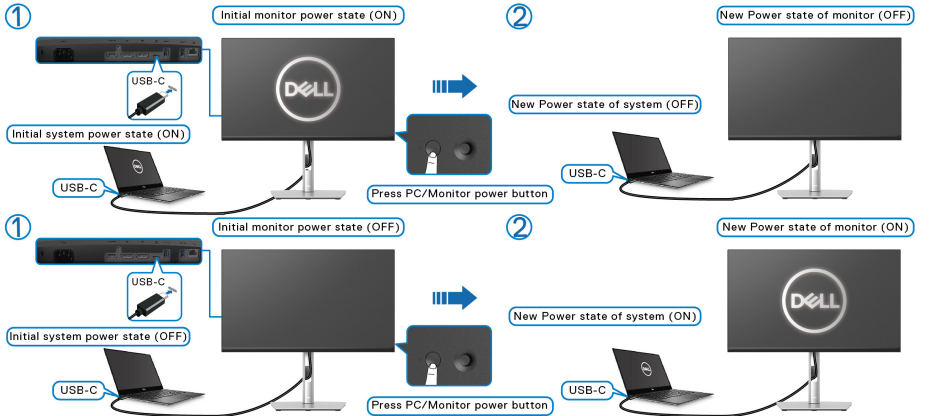 1
Initial monitor power state (ON)
2
New Power state of monitor (OFF)
USB-C
DELL
New Power state of system (OFF)
Initial system power state (ON)
DELL
USB-C
USB-C
Press PC/Monitor power button
1
Initial monitor power state (OFF)
2
New Power state of monitor (ON)
USB-C
DELL
New Power state of system (ON)
Initial system power state (OFF)
DELL
USB-C
USB-C
Press PC/Monitor power button